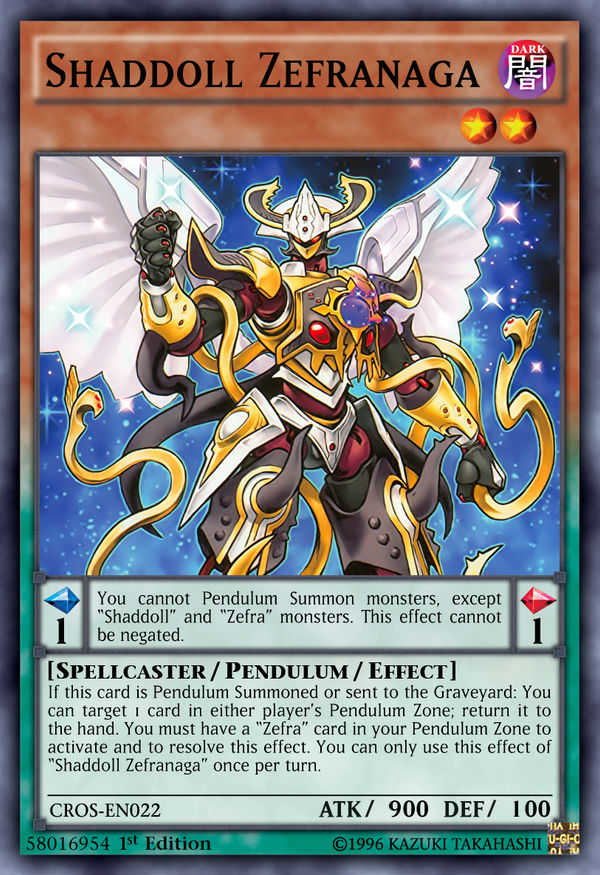 SHADDOLL ZEFRANAGA
DARK
闇
You cannot Pendulum Summon monsters, except
"Shaddoll" and "Zefra" monsters. This effect cannot
be negated.
1
1
[SPELLCASTER / PENDULUM / EFFECT]
If this card is Pendulum Summoned or sent to the Graveyard: You
can target 1 card in either player's Pendulum Zone; return it to
the hand. You must have a "Zefra" card in your Pendulum Zone to
activate and to resolve this effect. You can only use this effect of
"Shaddoll Zefranaga" once per turn.
CROS-EN022
ATK/ 900 DEF/ 100
58016954 1st Edition
©1996 KAZUKI TAKAHASHI